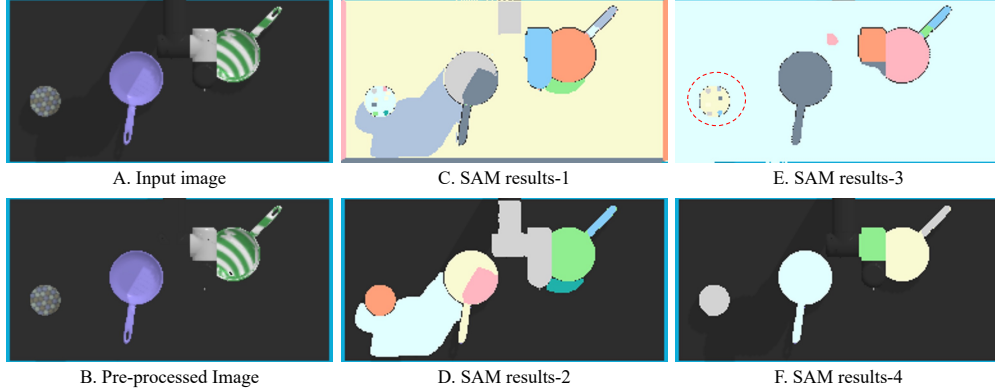 A. Input image
C. SAM results-1
E. SAM results-3
B. Pre-processed Image
D. SAM results-2
F. SAM results-4